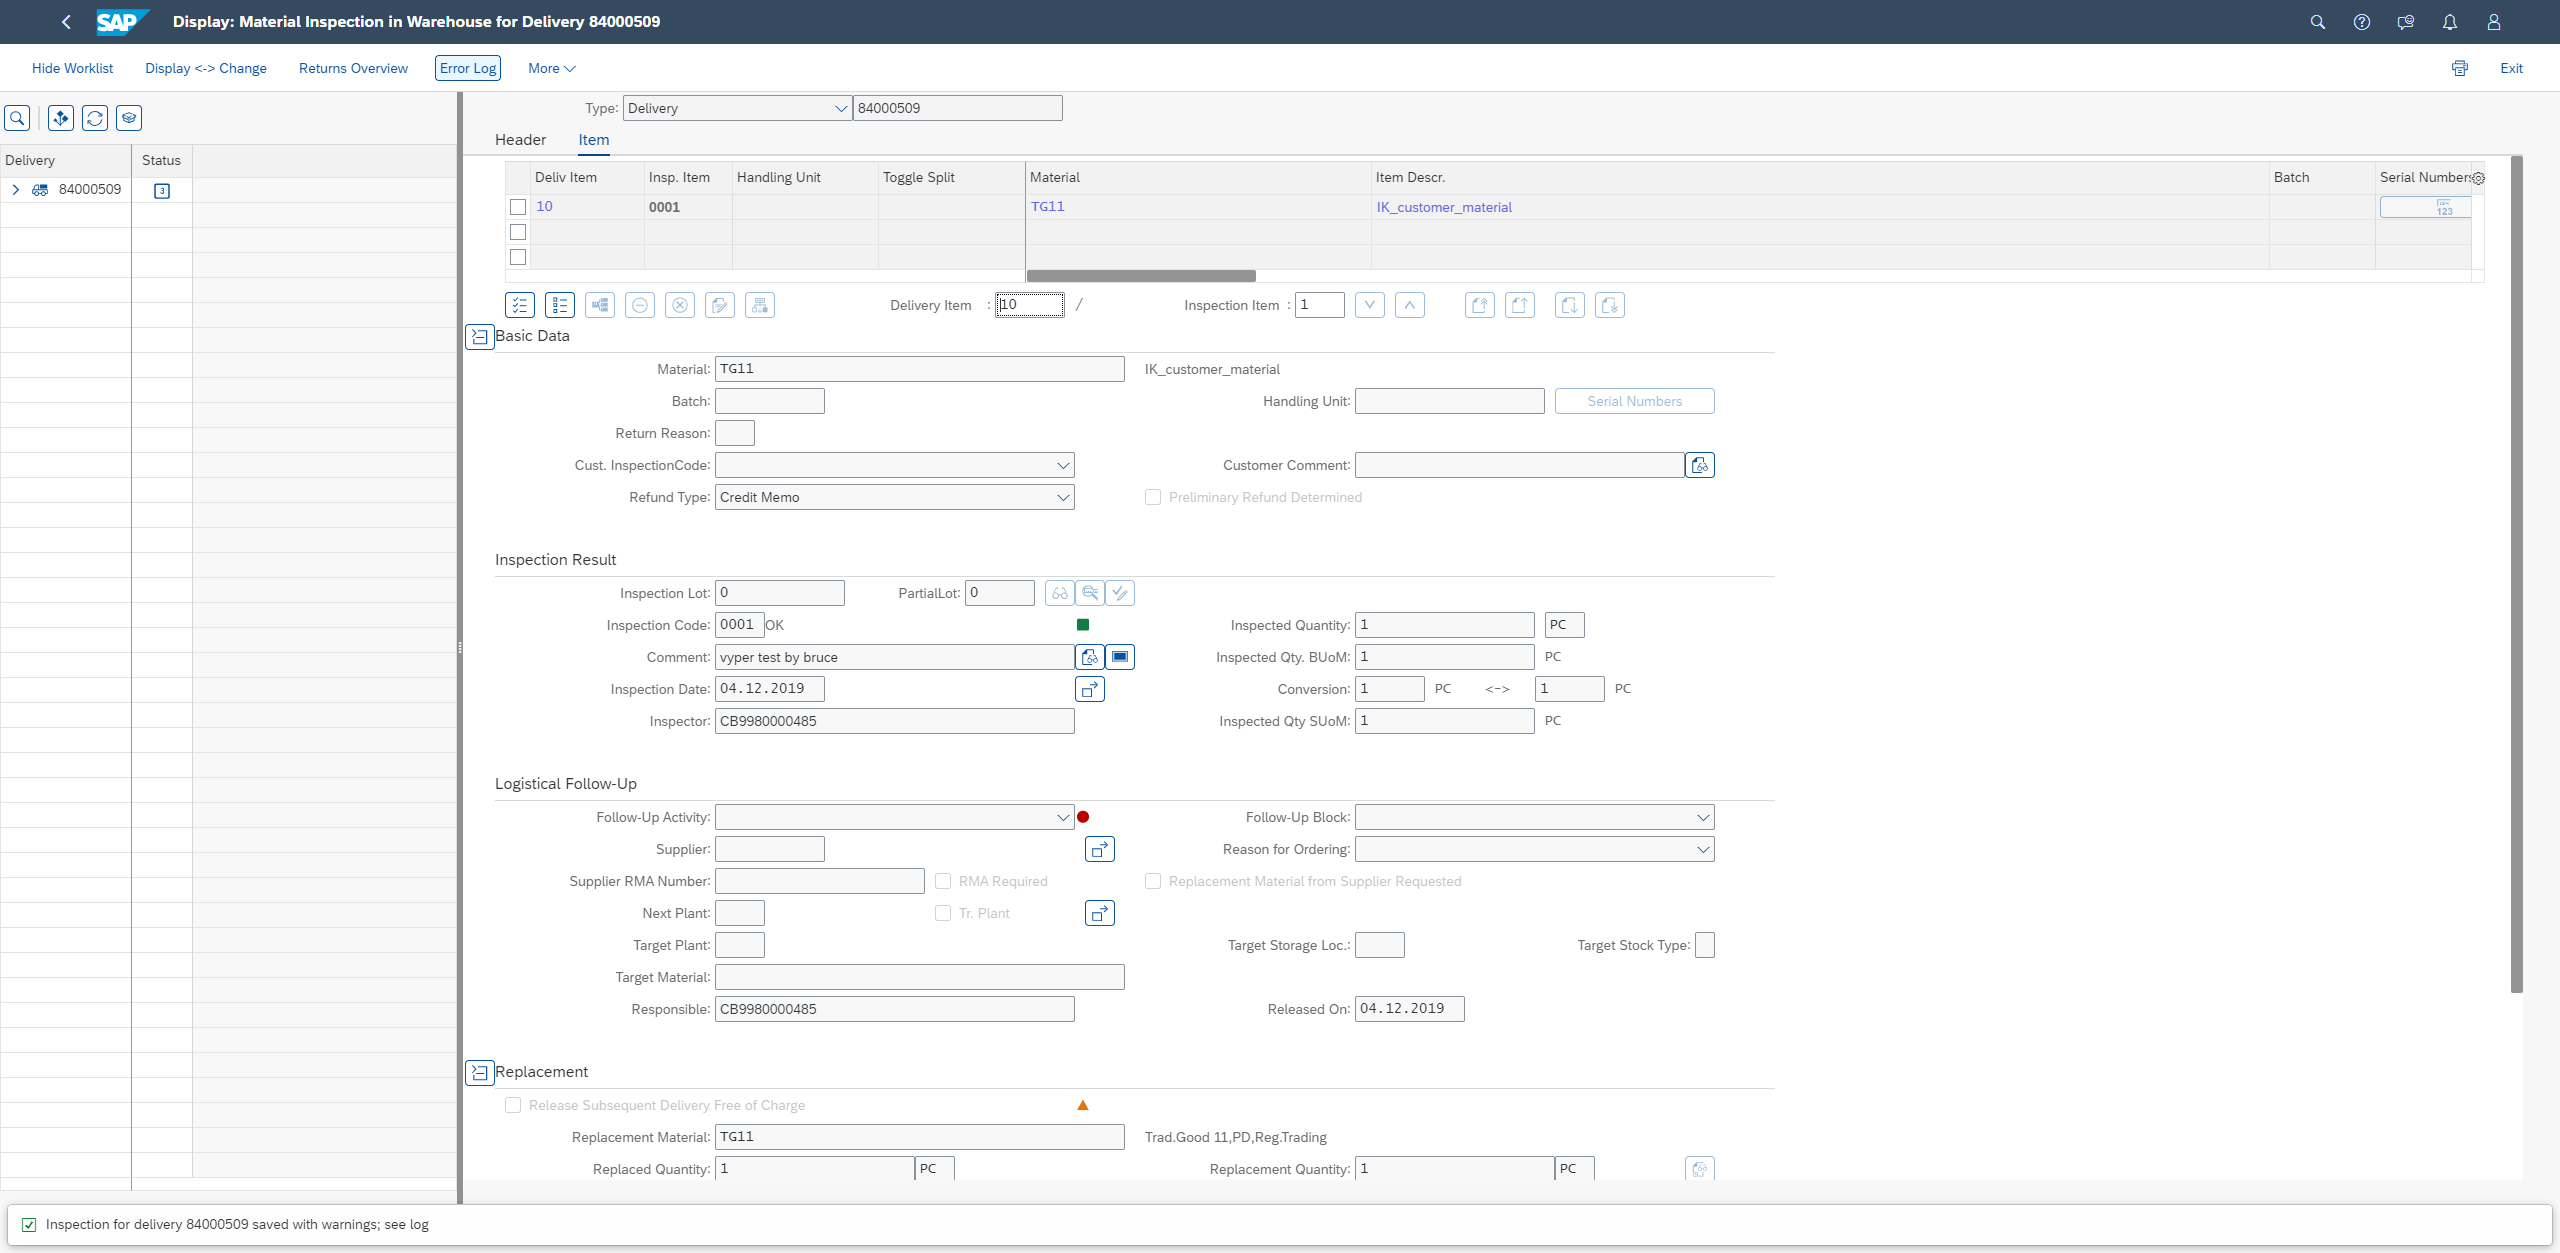 SAP Display: Material Inspection in Warehouse for Delivery 84000509
Hide Worklist Display <-> Change Returns Overview Error Log More Exit
Type: Delivery 84000509
Header Item
Delivery Status
84000509 3
Deliv Item Insp. Item Handling Unit Toggle Split Material Item Descr. Batch Serial Numbers
10 0001 TG11 IK_customer_material 123
Delivery Item : 10 / Inspection Item : 1
Basic Data
Material: TG11 IK_customer_material
Batch: Handling Unit: Serial Numbers
Return Reason:
Cust. InspectionCode: Customer Comment:
Refund Type: Credit Memo Preliminary Refund Determined
Inspection Result
Inspection Lot: 0 PartialLot: 0
Inspection Code: 0001 OK Inspected Quantity: 1 PC
Comment: vyper test by bruce Inspected Qty. BUoM: 1 PC
Inspection Date: 04.12.2019 Conversion: 1 PC <-> 1 PC
Inspector: CB9980000485 Inspected Qty SUoM: 1 PC
Logistical Follow-Up
Follow-Up Activity: Follow-Up Block:
Supplier: Reason for Ordering:
Supplier RMA Number: RMA Required Replacement Material from Supplier Requested
Next Plant: Tr. Plant
Target Plant: Target Storage Loc.: Target Stock Type:
Target Material:
Responsible: CB9980000485 Released On: 04.12.2019
Replacement
Release Subsequent Delivery Free of Charge
Replacement Material: TG11 Trad.Good 11,PD,Reg.Trading
Replaced Quantity: 1 PC Replacement Quantity: 1 PC
Inspection for delivery 84000509 saved with warnings; see log